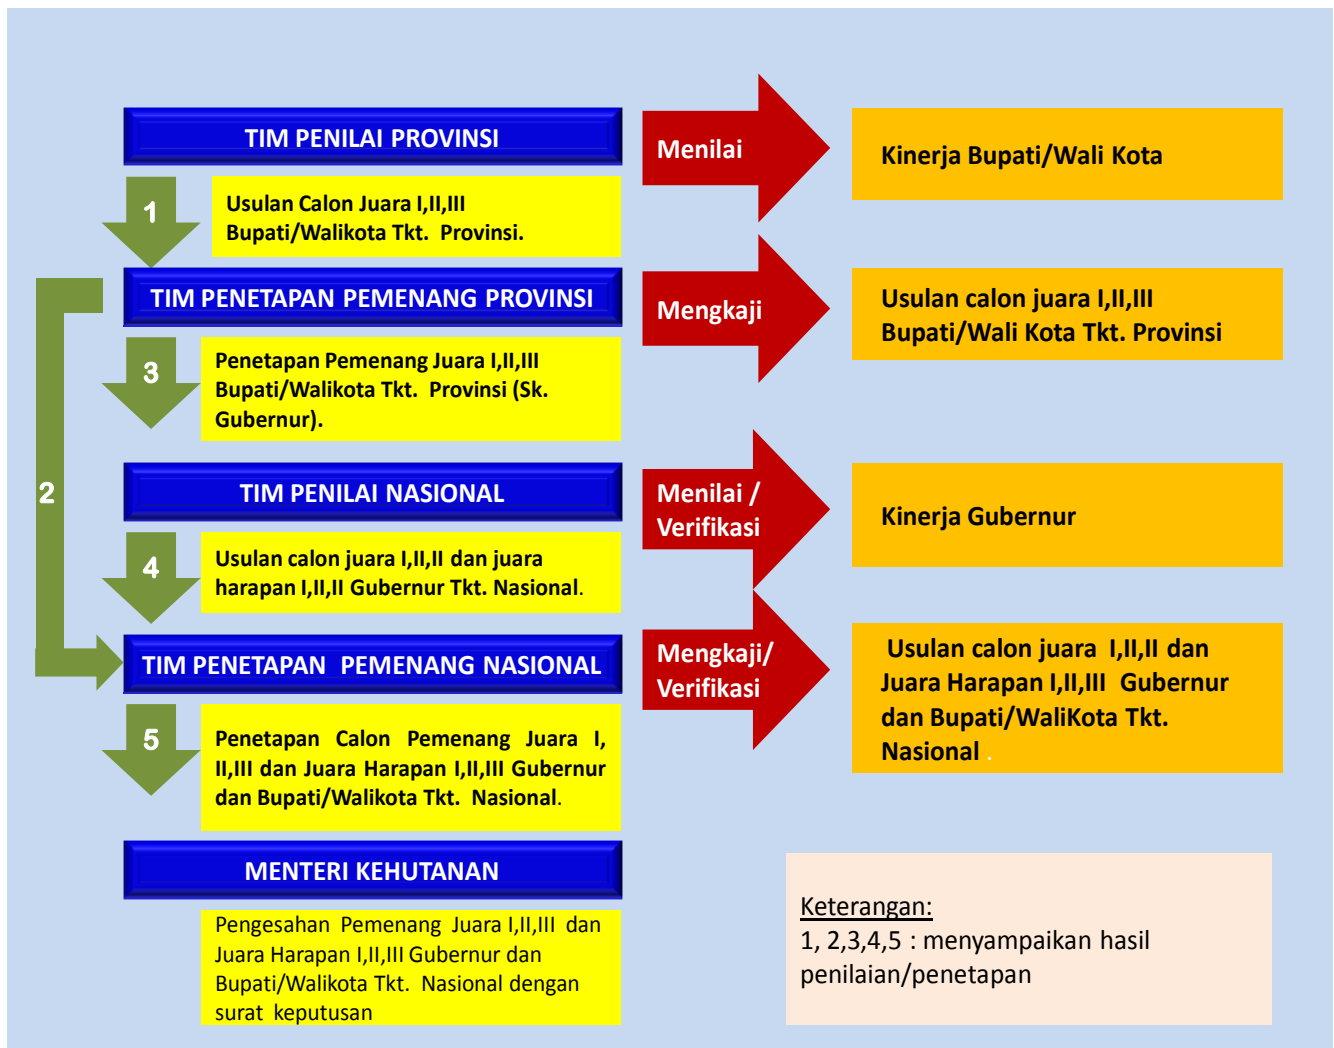 TIM PENILAI PROVINSI
Menilai
Kinerja Bupati/Wali Kota
1
Usulan Calon Juara I,II,III
Bupati/Walikota Tkt. Provinsi.
TIM PENETAPAN PEMENANG PROVINSI
Mengkaji
Usulan calon juara I,II,III
Bupati/Wali Kota Tkt. Provinsi
3
Penetapan Pemenang Juara I,II,III
Bupati/Walikota Tkt. Provinsi (Sk.
Gubernur).
2
TIM PENILAI NASIONAL
Menilai /
Verifikasi
Kinerja Gubernur
4
Usulan calon juara I,II,II dan juara
harapan I,II,II Gubernur Tkt. Nasional.
TIM PENETAPAN PEMENANG NASIONAL
Mengkaji/
Verifikasi
Usulan calon juara I,II,II dan
Juara Harapan I,II,III Gubernur
dan Bupati/WaliKota Tkt.
Nasional .
5
Penetapan Calon Pemenang Juara I,
II,III dan Juara Harapan I,II,III Gubernur
dan Bupati/Walikota Tkt. Nasional.
MENTERI KEHUTANAN
Pengesahan Pemenang Juara I,II,III dan
Juara Harapan I,II,III Gubernur dan
Bupati/Walikota Tkt. Nasional dengan
surat keputusan
Keterangan:
1, 2,3,4,5 : menyampaikan hasil
penilaian/penetapan